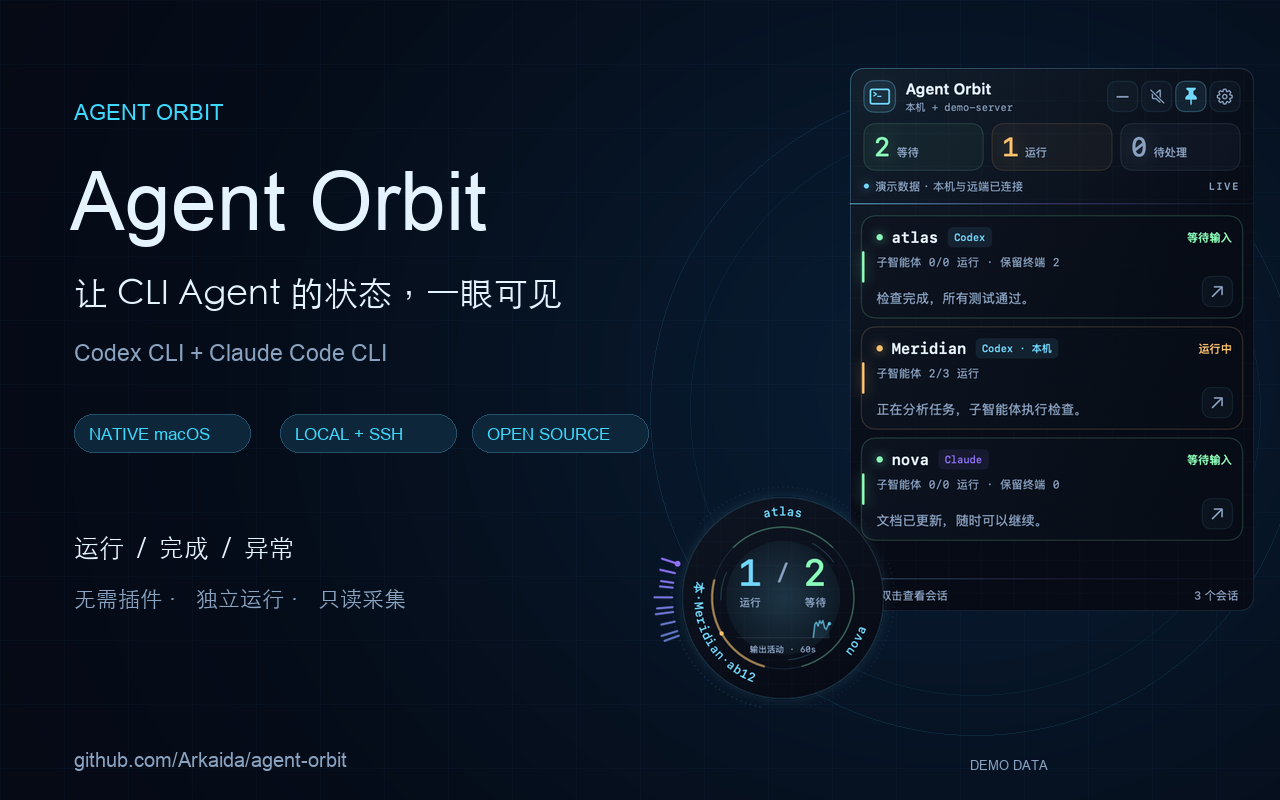 AGENT ORBIT
Agent Orbit
让 CLI Agent 的状态，一眼可见
Codex CLI + Claude Code CLI
NATIVE macOS
LOCAL + SSH
OPEN SOURCE
运行 / 完成 / 异常
无需插件 · 独立运行 · 只读采集
github.com/Arkaida/agent-orbit
Agent Orbit
本机 + demo-server
2 等待
1 运行
0 待处理
演示数据 · 本机与远端已连接
LIVE
atlas Codex 等待输入
子智能体 0/0 运行 · 保留终端 2
检查完成，所有测试通过。
Meridian Codex · 本机 运行中
子智能体 2/3 运行
正在分析任务，子智能体执行检查。
nova Claude 等待输入
子智能体 0/0 运行 · 保留终端 0
文档已更新，随时可以继续。
双击查看会话
3 个会话
atlas
1 / 2
运行 等待
输出活动 · 60s
本·Meridian·ab12
nova
DEMO DATA